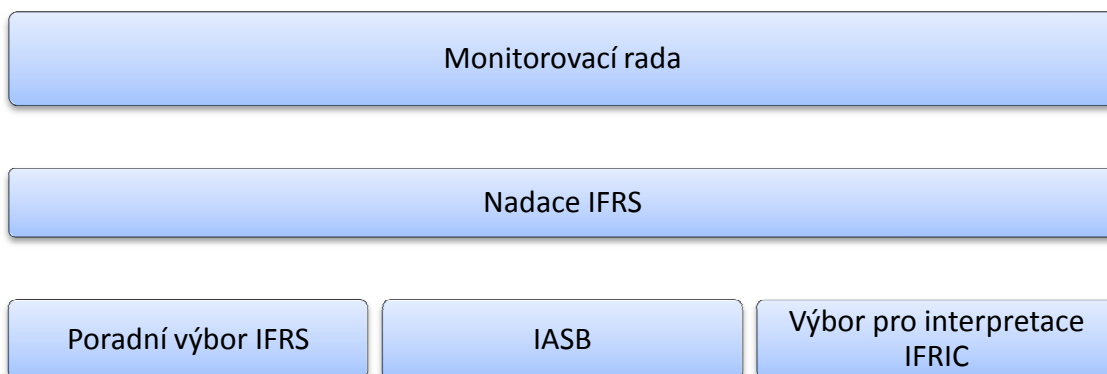 Monitorovací rada
Nadace IFRS
Poradní výbor IFRS
IASB
Výbor pro interpretace
IFRIC